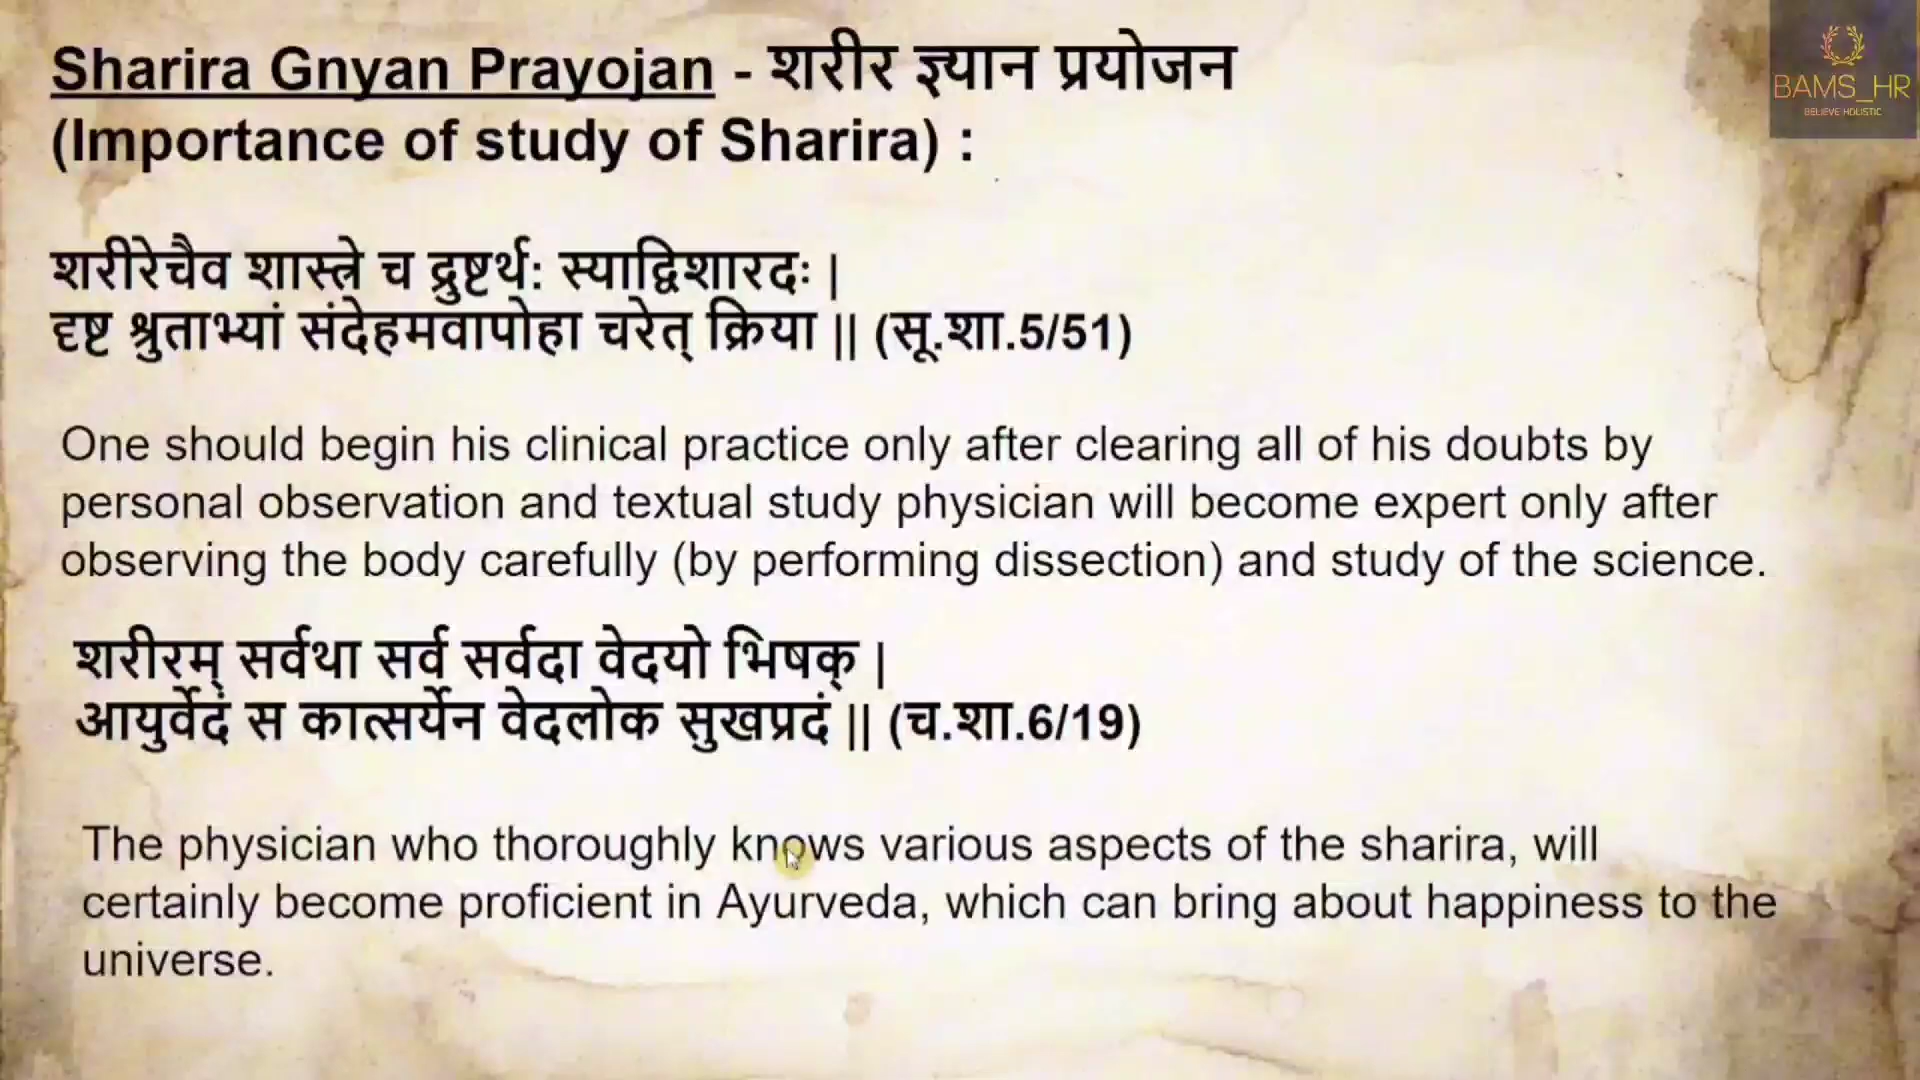 Sharira Gnyan Prayojan - शरीर ज्ञ्यान प्रयोजन
(Importance of study of Sharira) :
BAMS_HR
BELIEVE HOLISTIC
शरीरेचैव शास्त्रे च द्रुष्टर्थ: स्याद्विशारदः |
दृष्ट श्रुताभ्यां संदेहमवापोहा चरेत् क्रिया || (सू.शा.5/51)
One should begin his clinical practice only after clearing all of his doubts by
personal observation and textual study physician will become expert only after
observing the body carefully (by performing dissection) and study of the science.
शरीरम् सर्वथा सर्व सर्वदा वेदयो भिषक् |
आयुर्वेदं स कात्सर्येन वेदलोक सुखप्रदं || (च.शा.6/19)
The physician who thoroughly knows various aspects of the sharira, will
certainly become proficient in Ayurveda, which can bring about happiness to the
universe.